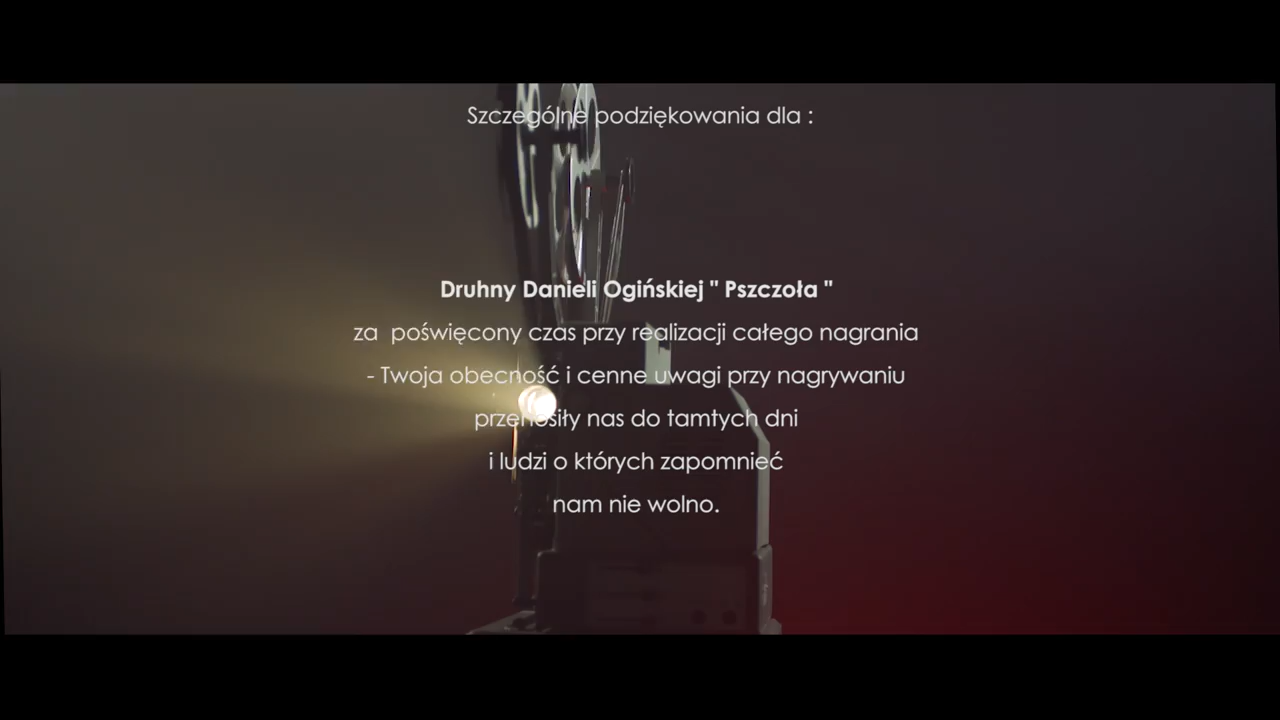 Szczególne podziękowania dla :
Druhny Danieli Ogińskiej " Pszczoła "
za poświęcony czas przy realizacji całego nagrania
- Twoja obecność i cenne uwagi przy nagrywaniu
przenosiły nas do tamtych dni
i ludzi o których zapomnieć
nam nie wolno.